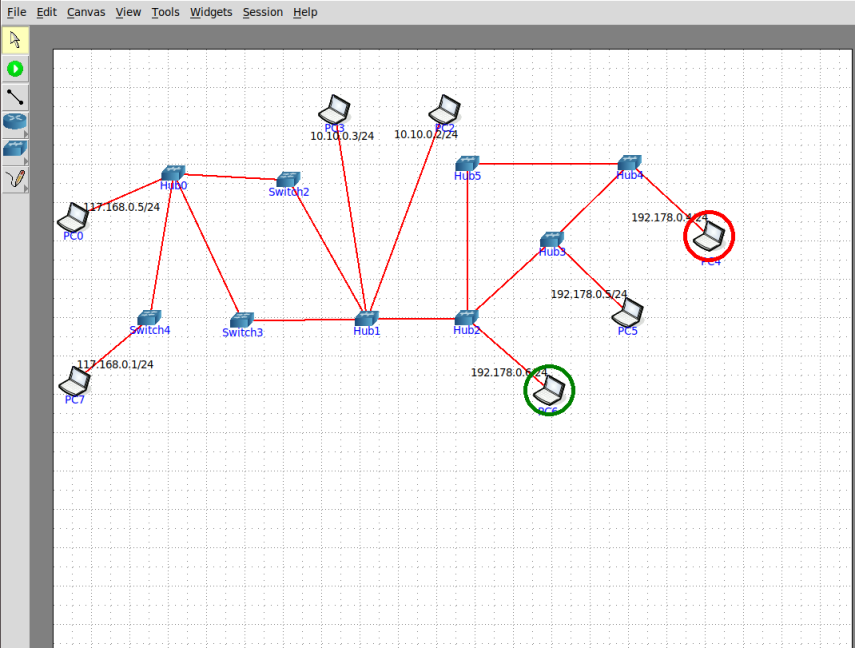 File Edit Canvas View Tools Widgets Session Help
PC3
10.10.0.3/24
PC2
10.10.0.2/24
Hub5
Hub4
Hub0
Switch2
117.168.0.5/24
PC0
192.178.0.4/24
PC4
Hub3
192.178.0.5/24
PC5
Switch4
Switch3
Hub1
Hub2
117.168.0.1/24
PC7
192.178.0.6/24
PC6